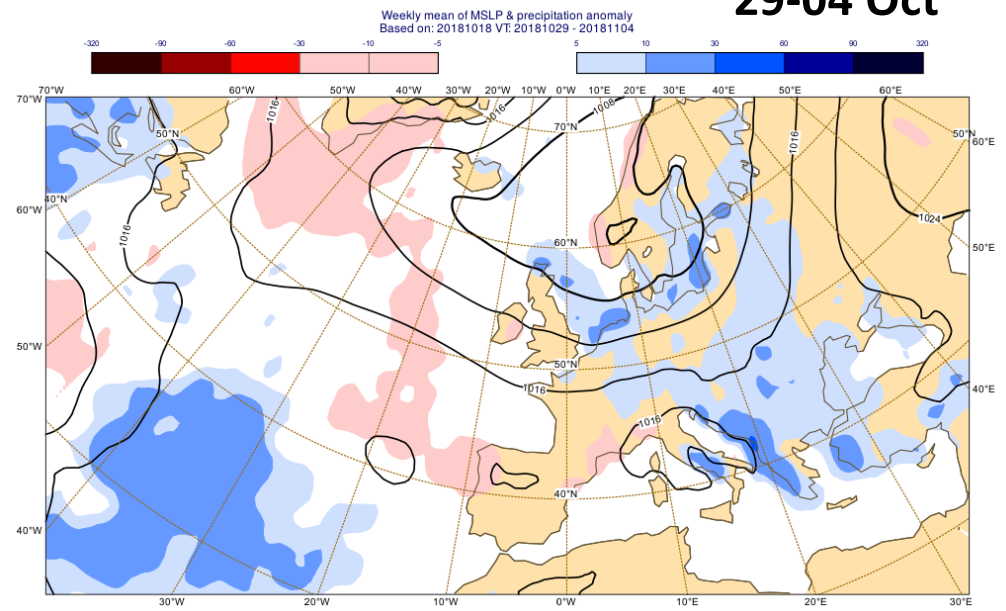 29-04 Oct
Weekly mean of MSLP & precipitation anomaly
Based on: 20181018 VT: 20181029 - 20181104
-320 -90 -60 -30 -10 -5 5 10 30 60 90 320
70°W 60°W 50°W 40°W 30°W 20°W 10°W 0°W 10°E 20°E 30°E 40°E 50°E 60°E
1016 1016 1008
70°N
50°N 1016 50°N
60°E
40°N
60°W 1024
1016 60°N 50°E
50°W
50°N
1016 40°E
1016
40°N
40°W
30°W 20°W 10°W 0°W 10°E 20°E 30°E